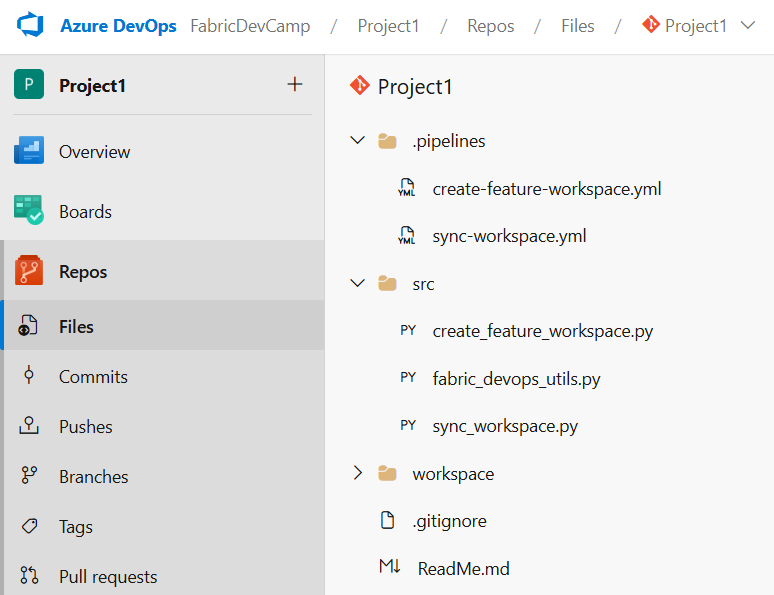 Azure DevOps FabricDevCamp / Project1 / Repos / Files / Project1
P Project1 +
Overview
Boards
Repos
Files
Commits
Pushes
Branches
Tags
Pull requests
Project1
.pipelines
YML create-feature-workspace.yml
YML sync-workspace.yml
src
PY create_feature_workspace.py
PY fabric_devops_utils.py
PY sync_workspace.py
workspace
.gitignore
M↓ ReadMe.md